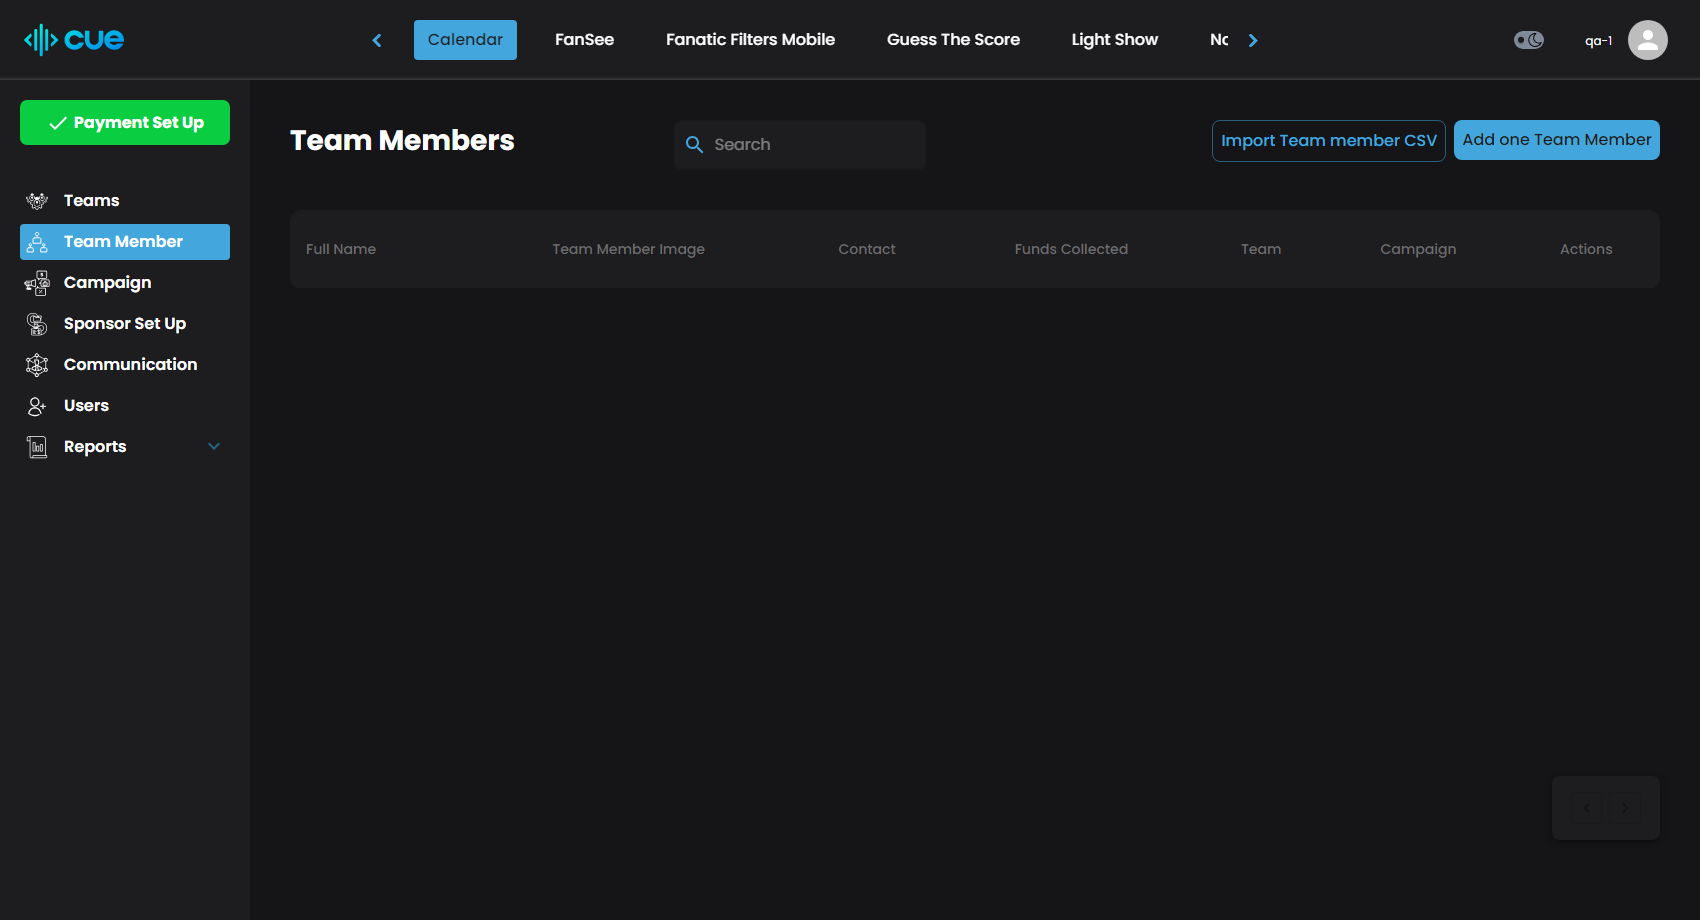 cue
Calendar FanSee Fanatic Filters Mobile Guess The Score Light Show
qa-1
Payment Set Up
Teams
Team Member
Campaign
Sponsor Set Up
Communication
Users
Reports
Team Members
Search
Import Team member CSV
Add one Team Member
Full Name Team Member Image Contact Funds Collected Team Campaign Actions